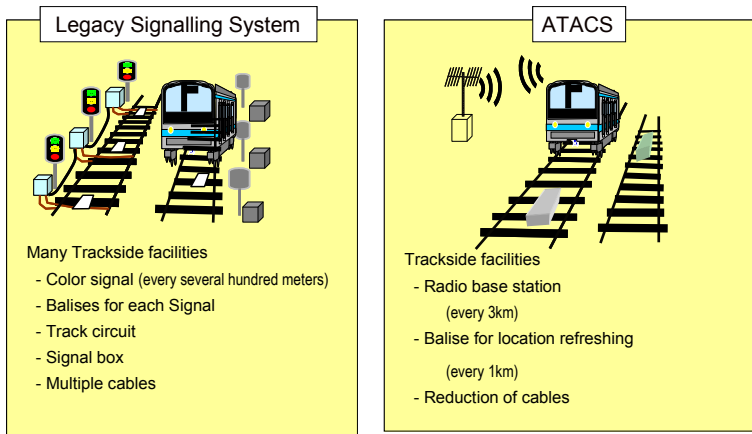 Legacy Signalling System
Many Trackside facilities
- Color signal (every several hundred meters)
- Balises for each Signal
- Track circuit
- Signal box
- Multiple cables
ATACS
Trackside facilities
- Radio base station
(every 3km)
- Balise for location refreshing
(every 1km)
- Reduction of cables